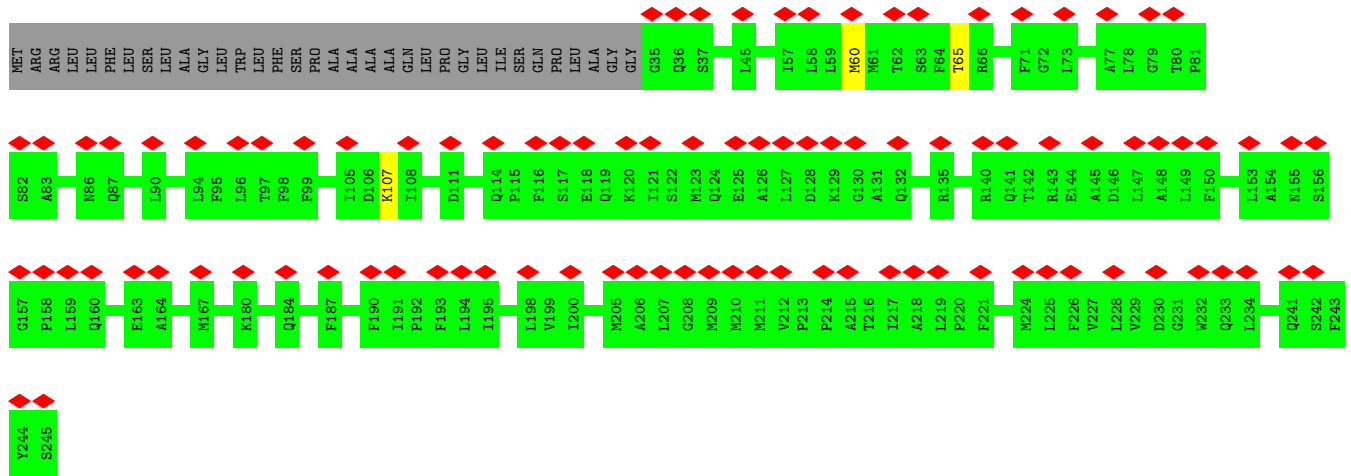 MET ARG ARG LEU LEU PHE LEU SER LEU LEU ALA GLY LEU TRP LEU LEU PHE SER PRO ALA ALA ALA ALA GLN LEU PRO GLY LEU ILE SER GLN PRO LEU ALA GLY GLY G35 Q36 S37 L45 I57 L58 L59 M60 M61 T62 S63 F64 T65 R66 F71 G72 L73 A77 L78 G79 T80 P81
S82 A83 N86 Q87 L90 L94 F95 L96 T97 F98 F99 I105 D106 K107 I108 D111 Q114 P115 F116 S117 E118 Q119 K120 I121 S122 M123 Q124 E125 A126 L127 D128 K129 G130 A131 Q132 R135 R140 Q141 T142 R143 E144 A145 D146 L147 A148 L149 F150 L153 A154 N155 S156
G157 P158 L159 Q160 E163 A164 M167 K180 Q184 F187 F190 I191 P192 F193 L194 I195 L198 V199 I200 M205 A206 L207 G208 M209 M210 M211 V212 P213 P214 A215 T216 I217 A218 L219 P220 F221 M224 L225 F226 V227 L228 V229 D230 G231 W232 Q233 L234 Q241 S242 F243
Y244 S245